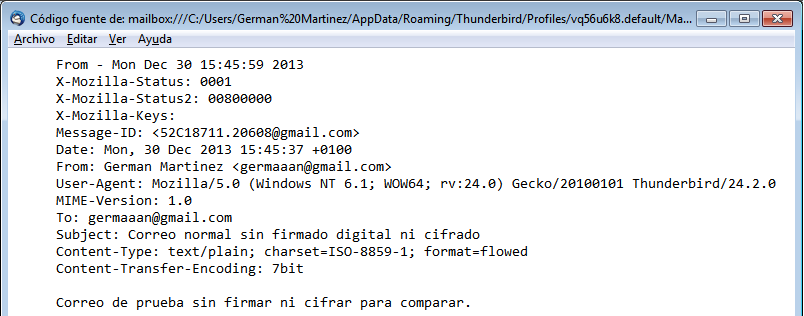 Código fuente de: mailbox:///C:/Users/German%20Martinez/AppData/Roaming/Thunderbird/Profiles/vq56u6k8.default/Ma...
Archivo Editar Ver Ayuda
From - Mon Dec 30 15:45:59 2013
X-Mozilla-Status: 0001
X-Mozilla-Status2: 00800000
X-Mozilla-Keys:
Message-ID: <52C18711.20608@gmail.com>
Date: Mon, 30 Dec 2013 15:45:37 +0100
From: German Martinez <germaaan@gmail.com>
User-Agent: Mozilla/5.0 (Windows NT 6.1; WOW64; rv:24.0) Gecko/20100101 Thunderbird/24.2.0
MIME-Version: 1.0
To: germaaan@gmail.com
Subject: Correo normal sin firmado digital ni cifrado
Content-Type: text/plain; charset=ISO-8859-1; format=flowed
Content-Transfer-Encoding: 7bit
Correo de prueba sin firmar ni cifrar para comparar.